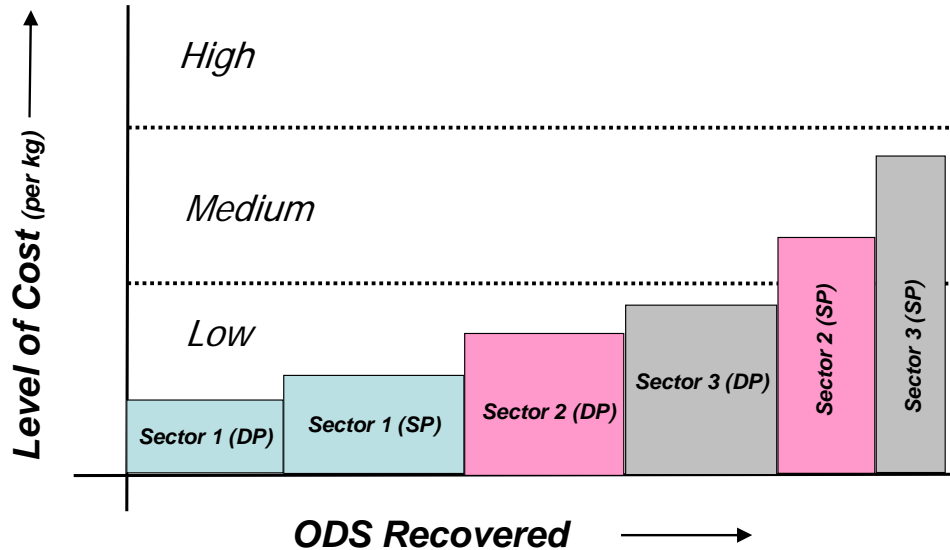 High
Medium
Low
Level of Cost (per kg)
Sector 1 (DP)
Sector 1 (SP)
Sector 2 (DP)
Sector 3 (DP)
Sector 2 (SP)
Sector 3 (SP)
ODS Recovered